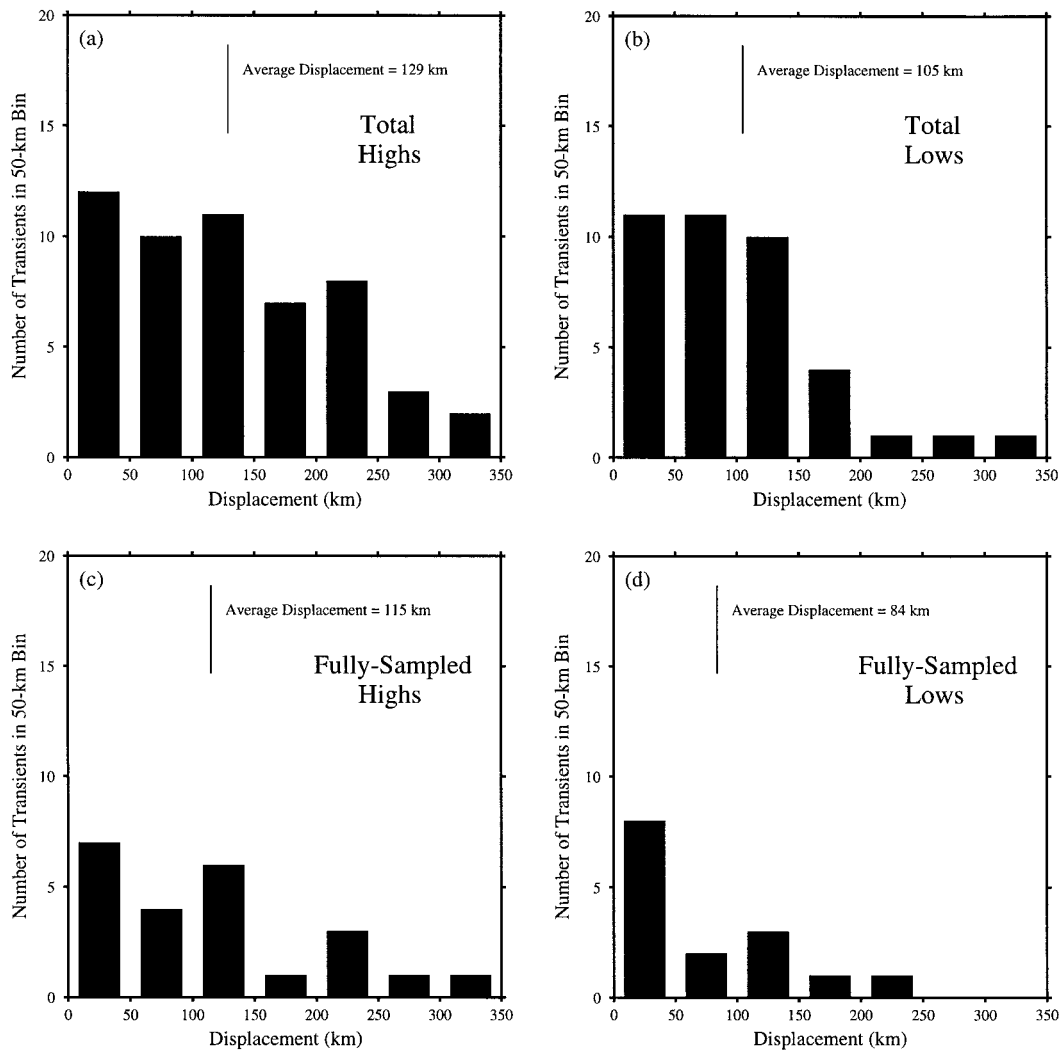 (a)
Average Displacement = 129 km
Total
Highs
Number of Transients in 50-km Bin
20
15
10
5
0
0 50 100 150 200 250 300 350
Displacement (km)
(b)
Average Displacement = 105 km
Total
Lows
Number of Transients in 50-km Bin
20
15
10
5
0
0 50 100 150 200 250 300 350
Displacement (km)
(c)
Average Displacement = 115 km
Fully-Sampled
Highs
Number of Transients in 50-km Bin
20
15
10
5
0
0 50 100 150 200 250 300 350
Displacement (km)
(d)
Average Displacement = 84 km
Fully-Sampled
Lows
Number of Transients in 50-km Bin
20
15
10
5
0
0 50 100 150 200 250 300 350
Displacement (km)